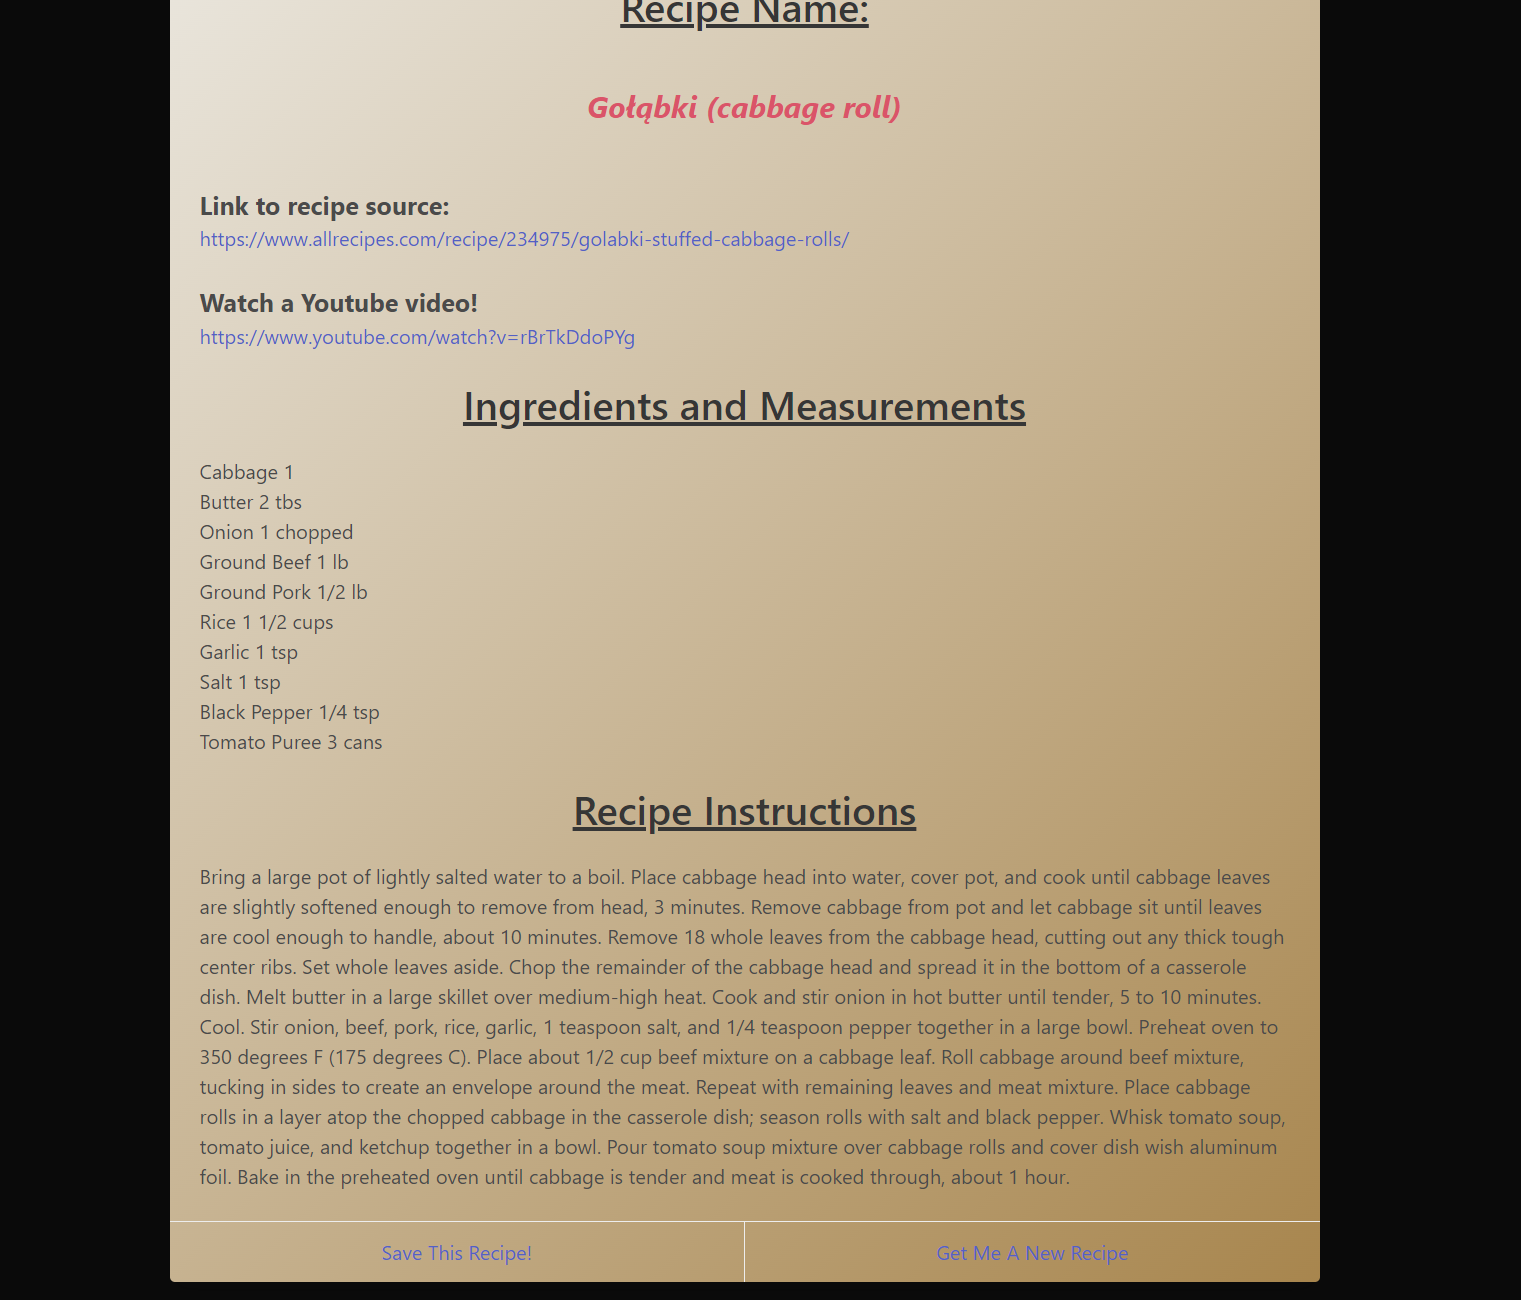 Recipe Name:
Gołąbki (cabbage roll)
Link to recipe source:
https://www.allrecipes.com/recipe/234975/golabki-stuffed-cabbage-rolls/
Watch a Youtube video!
https://www.youtube.com/watch?v=rBrTkDdoPYg
Ingredients and Measurements
Cabbage 1
Butter 2 tbs
Onion 1 chopped
Ground Beef 1 lb
Ground Pork 1/2 lb
Rice 1 1/2 cups
Garlic 1 tsp
Salt 1 tsp
Black Pepper 1/4 tsp
Tomato Puree 3 cans
Recipe Instructions
Bring a large pot of lightly salted water to a boil. Place cabbage head into water, cover pot, and cook until cabbage leaves
are slightly softened enough to remove from head, 3 minutes. Remove cabbage from pot and let cabbage sit until leaves
are cool enough to handle, about 10 minutes. Remove 18 whole leaves from the cabbage head, cutting out any thick tough
center ribs. Set whole leaves aside. Chop the remainder of the cabbage head and spread it in the bottom of a casserole
dish. Melt butter in a large skillet over medium-high heat. Cook and stir onion in hot butter until tender, 5 to 10 minutes.
Cool. Stir onion, beef, pork, rice, garlic, 1 teaspoon salt, and 1/4 teaspoon pepper together in a large bowl. Preheat oven to
350 degrees F (175 degrees C). Place about 1/2 cup beef mixture on a cabbage leaf. Roll cabbage around beef mixture,
tucking in sides to create an envelope around the meat. Repeat with remaining leaves and meat mixture. Place cabbage
rolls in a layer atop the chopped cabbage in the casserole dish; season rolls with salt and black pepper. Whisk tomato soup,
tomato juice, and ketchup together in a bowl. Pour tomato soup mixture over cabbage rolls and cover dish wish aluminum
foil. Bake in the preheated oven until cabbage is tender and meat is cooked through, about 1 hour.
Save This Recipe!
Get Me A New Recipe